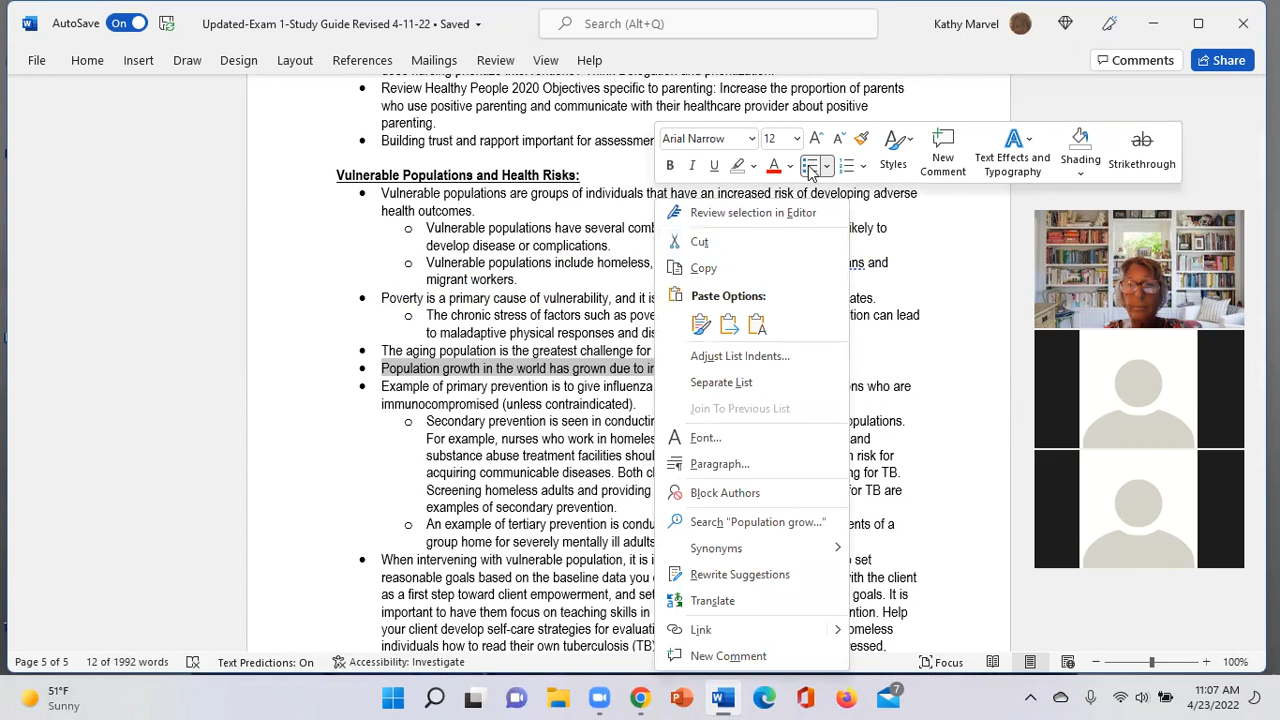 AutoSave On Updated-Exam 1-Study Guide Revised 4-11-22 • Saved Search (Alt+Q) Kathy Marvel
File Home Insert Draw Design Layout References Mailings Review View Help Comments Share
Review Healthy People 2020 Objectives specific to parenting: Increase the proportion of parents
who use positive parenting and communicate with their healthcare provider about positive
parenting.
Building trust and rapport important for assessmen
Arial Narrow 12 A A Styles New Comment Text Effects and Typography Shading Strikethrough
B I U A
Vulnerable Populations and Health Risks:
Vulnerable populations are groups of individuals that have an increased risk of developing adverse
health outcomes.
o Vulnerable populations have several comb
likely to
develop disease or complications.
o Vulnerable populations include homeless,
ans and
migrant workers.
Poverty is a primary cause of vulnerability, and it is
ates.
o The chronic stress of factors such as pove
tion can lead
to maladaptive physical responses and dis
The aging population is the greatest challenge for
Population growth in the world has grown due to in
Example of primary prevention is to give influenza
ons who are
immunocompromised (unless contraindicated).
o Secondary prevention is seen in conductin
opulations.
For example, nurses who work in homeles
and
substance abuse treatment facilities shoul
n risk for
acquiring communicable diseases. Both cl
ng for TB.
Screening homeless adults and providing
for TB are
examples of secondary prevention.
o An example of tertiary prevention is condu
ents of a
group home for severely mentally ill adults
When intervening with vulnerable population, it is i
o set
reasonable goals based on the baseline data you
with the client
as a first step toward client empowerment, and set
goals. It is
important to have them focus on teaching skills in
ntion. Help
your client develop self-care strategies for evaluati
homeless
individuals how to read their own tuberculosis (TB)
essed.
Review selection in Editor
Cut
Copy
Paste Options:
Adjust List Indents...
Separate List
Join To Previous List
Font...
Paragraph...
Block Authors
Search "Population grow..."
Synonyms
Rewrite Suggestions
Translate
Link
New Comment
Page 5 of 5 12 of 1992 words Text Predictions: On Accessibility: Investigate Focus 100%
51°F
Sunny
7
11:07 AM
4/23/2022